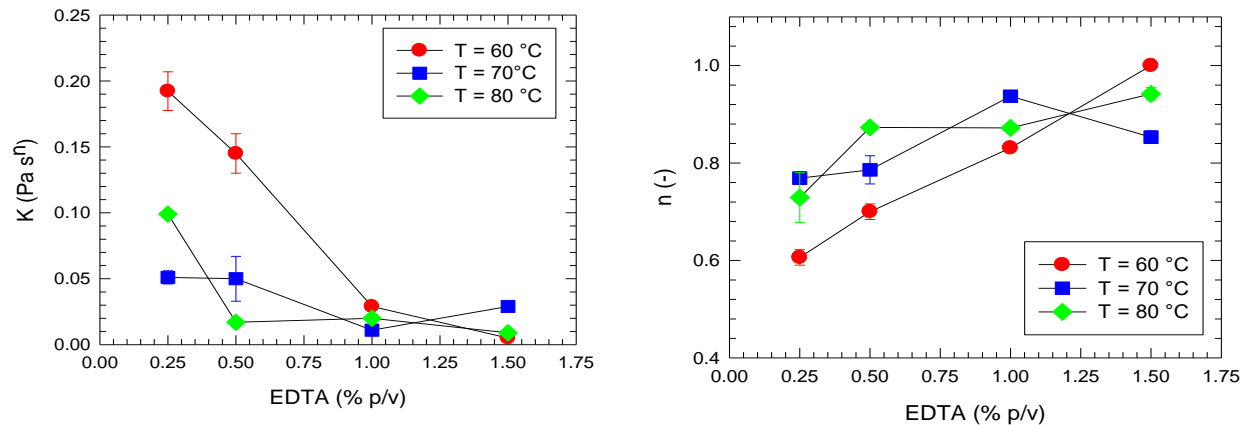 0.25
0.20
0.15
0.10
0.05
0.00
K (Pa sⁿ)
T = 60 °C
T = 70°C
T = 80 °C
0.00 0.25 0.50 0.75 1.00 1.25 1.50 1.75
EDTA (% p/v)
1.0
0.8
0.6
0.4
n (-)
T = 60 °C
T = 70 °C
T = 80 °C
0.00 0.25 0.50 0.75 1.00 1.25 1.50 1.75
EDTA (% p/v)